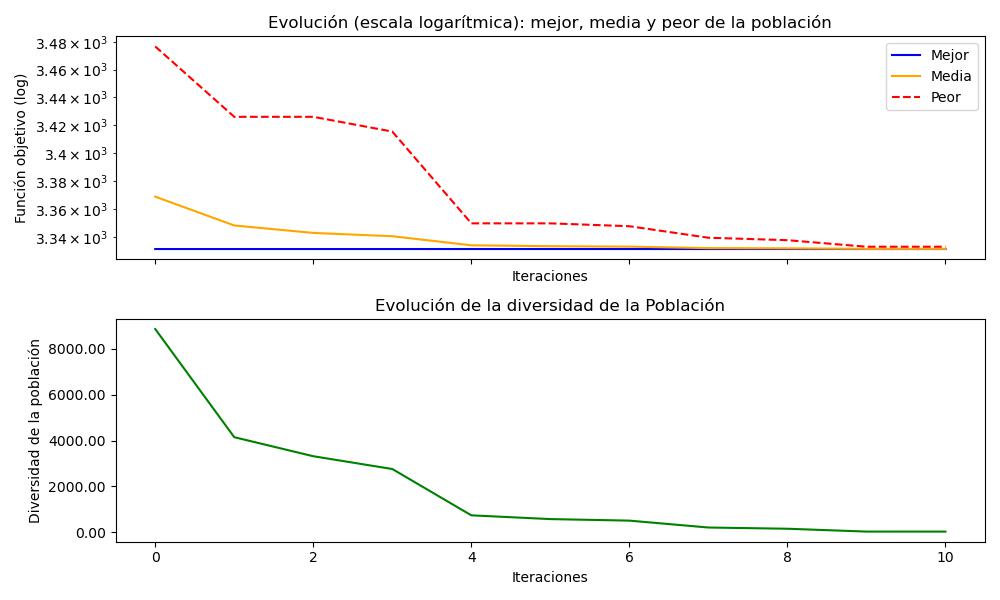 Evolución (escala logarítmica): mejor, media y peor de la población
Función objetivo (log)
3.48 × 10³
3.46 × 10³
3.44 × 10³
3.42 × 10³
3.4 × 10³
3.38 × 10³
3.36 × 10³
3.34 × 10³
Mejor
Media
Peor
Iteraciones
Evolución de la diversidad de la Población
Diversidad de la población
8000.00
6000.00
4000.00
2000.00
0.00
0 2 4 6 8 10
Iteraciones